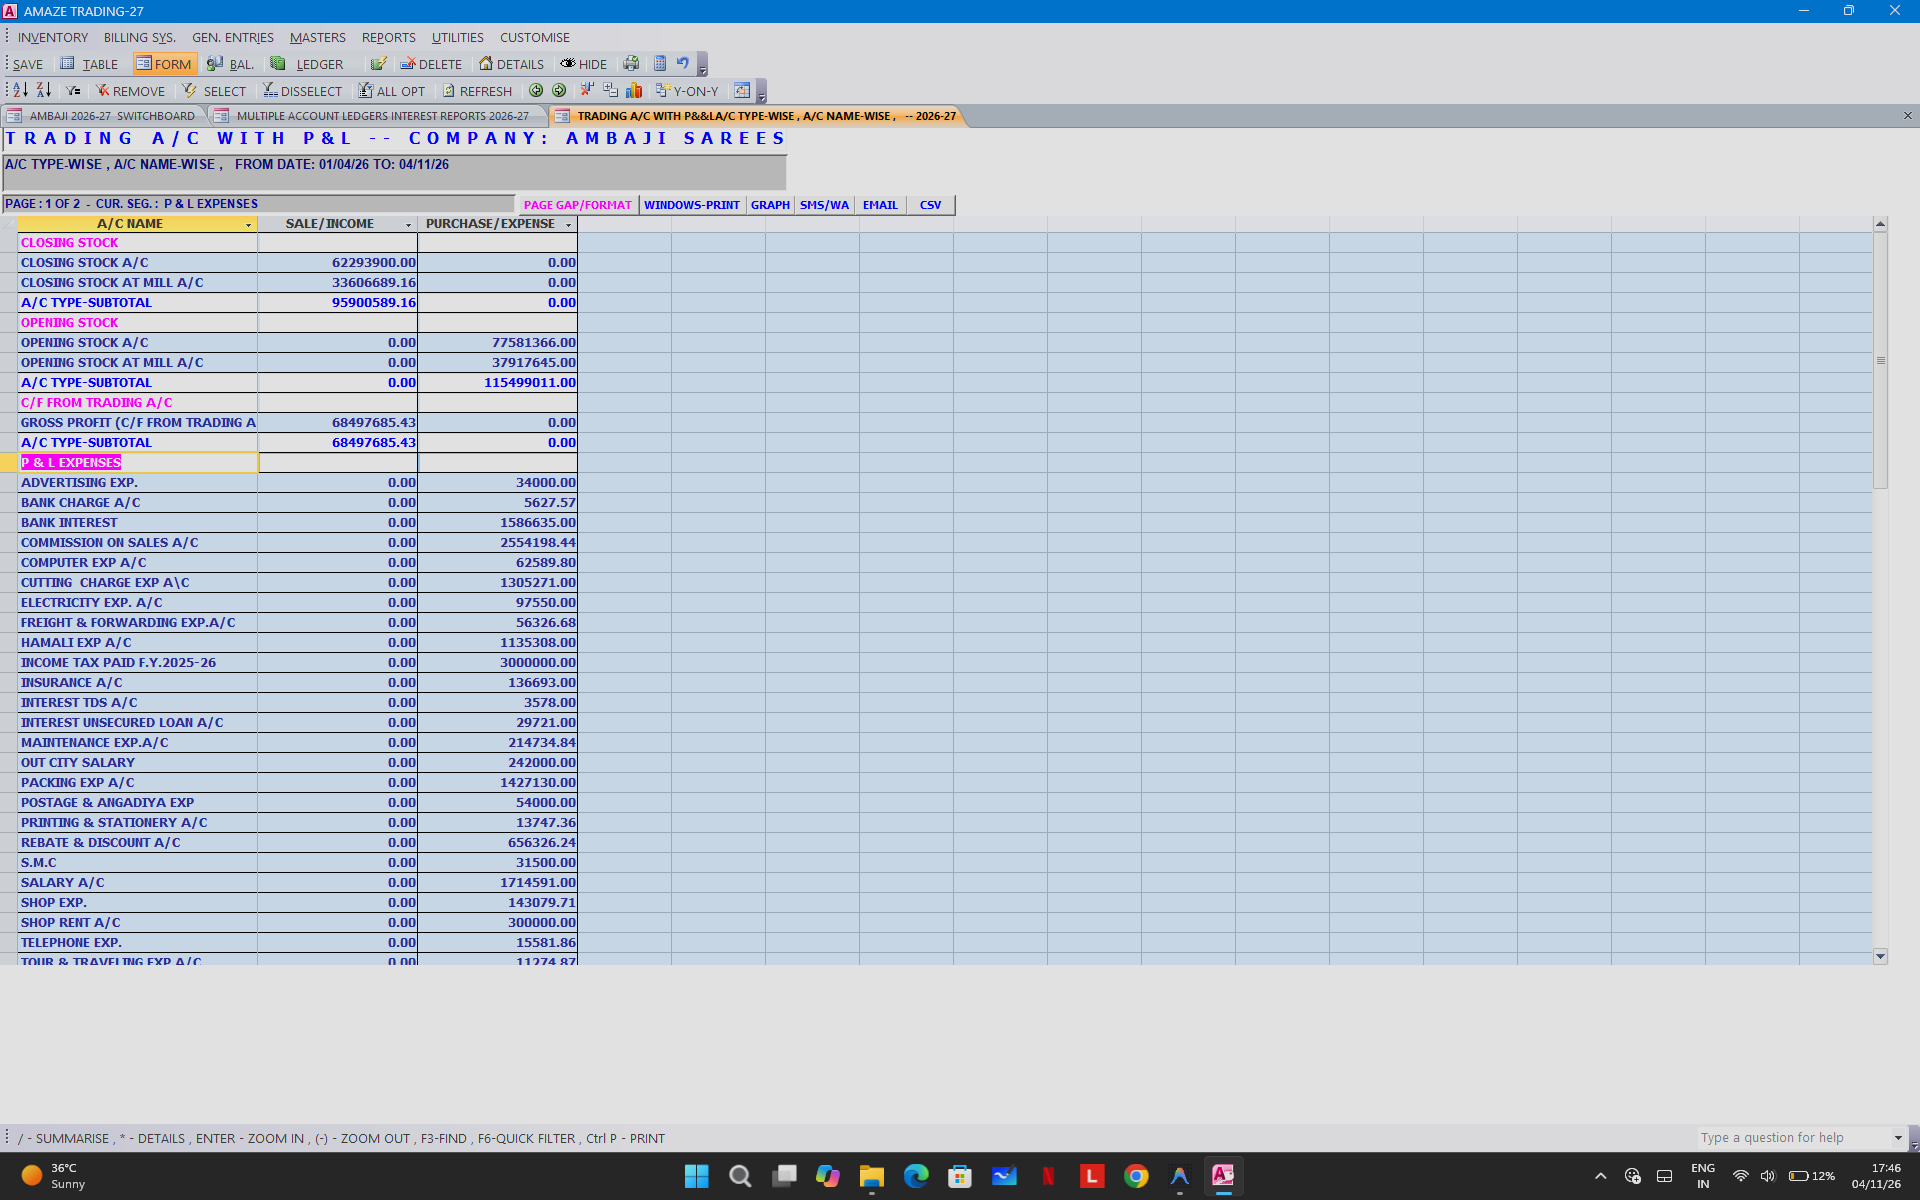 AMAZE TRADING-27
INVENTORY BILLING SYS. GEN. ENTRIES MASTERS REPORTS UTILITIES CUSTOMISE
SAVE TABLE FORM BAL. LEDGER DELETE DETAILS HIDE
REMOVE SELECT DISSELECT ALL OPT REFRESH Y-ON-Y
AMBAJI 2026-27 SWITCHBOARD MULTIPLE ACCOUNT LEDGERS INTEREST REPORTS 2026-27 TRADING A/C WITH P&&LA/C TYPE-WISE , A/C NAME-WISE , -- 2026-27
TRADING A/C WITH P&L -- COMPANY: AMBAJI SAREES
A/C TYPE-WISE , A/C NAME-WISE , FROM DATE: 01/04/26 TO: 04/11/26
PAGE : 1 OF 2 - CUR. SEG. : P & L EXPENSES PAGE GAP/FORMAT WINDOWS-PRINT GRAPH SMS/WA EMAIL CSV
A/C NAME SALE/INCOME PURCHASE/EXPENSE
CLOSING STOCK
CLOSING STOCK A/C 62293900.00 0.00
CLOSING STOCK AT MILL A/C 33606689.16 0.00
A/C TYPE-SUBTOTAL 95900589.16 0.00
OPENING STOCK
OPENING STOCK A/C 0.00 77581366.00
OPENING STOCK AT MILL A/C 0.00 37917645.00
A/C TYPE-SUBTOTAL 0.00 115499011.00
C/F FROM TRADING A/C
GROSS PROFIT (C/F FROM TRADING A 68497685.43 0.00
A/C TYPE-SUBTOTAL 68497685.43 0.00
P & L EXPENSES
ADVERTISING EXP. 0.00 34000.00
BANK CHARGE A/C 0.00 5627.57
BANK INTEREST 0.00 1586635.00
COMMISSION ON SALES A/C 0.00 2554198.44
COMPUTER EXP A/C 0.00 62589.80
CUTTING CHARGE EXP A\C 0.00 1305271.00
ELECTRICITY EXP. A/C 0.00 97550.00
FREIGHT & FORWARDING EXP.A/C 0.00 56326.68
HAMALI EXP A/C 0.00 1135308.00
INCOME TAX PAID F.Y.2025-26 0.00 3000000.00
INSURANCE A/C 0.00 136693.00
INTEREST TDS A/C 0.00 3578.00
INTEREST UNSECURED LOAN A/C 0.00 29721.00
MAINTENANCE EXP.A/C 0.00 214734.84
OUT CITY SALARY 0.00 242000.00
PACKING EXP A/C 0.00 1427130.00
POSTAGE & ANGADIYA EXP 0.00 54000.00
PRINTING & STATIONERY A/C 0.00 13747.36
REBATE & DISCOUNT A/C 0.00 656326.24
S.M.C 0.00 31500.00
SALARY A/C 0.00 1714591.00
SHOP EXP. 0.00 143079.71
SHOP RENT A/C 0.00 300000.00
TELEPHONE EXP. 0.00 15581.86
TOUR & TRAVELING EXP A/C 0.00 11274.87
/ - SUMMARISE , * - DETAILS , ENTER - ZOOM IN , (-) - ZOOM OUT , F3-FIND , F6-QUICK FILTER , Ctrl P - PRINT Type a question for help
36°C
Sunny
ENG
IN
12%
17:46
04/11/26